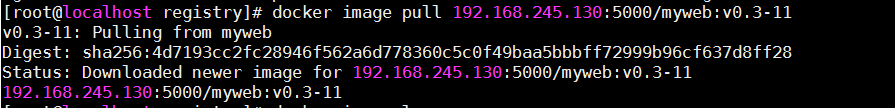 [root@localhost registry]# docker image pull 192.168.245.130:5000/myweb:v0.3-11
v0.3-11: Pulling from myweb
Digest: sha256:4d7193cc2fc28946f562a6d778360c5c0f49baa5bbbff72999b96cf637d8ff28
Status: Downloaded newer image for 192.168.245.130:5000/myweb:v0.3-11
192.168.245.130:5000/myweb:v0.3-11